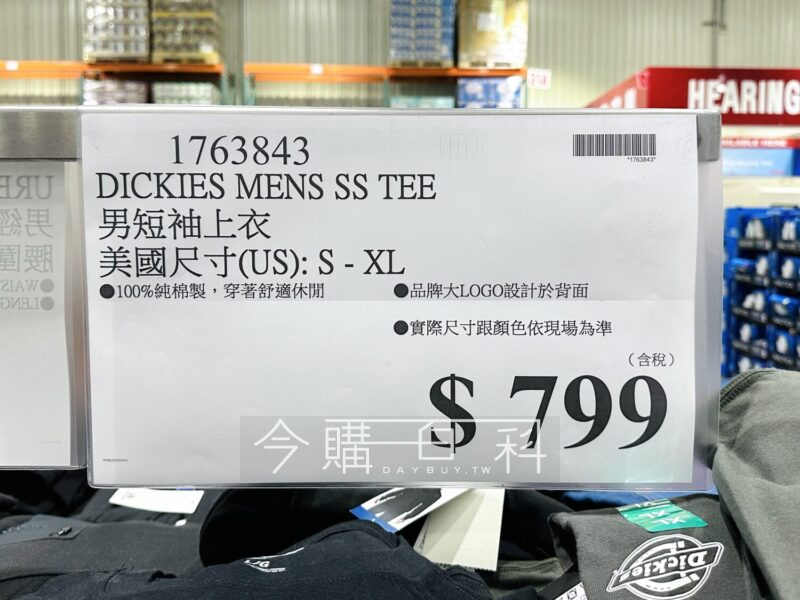 HEARING
1763843
*1763843*
DICKIES MENS SS TEE
男短袖上衣
美國尺寸(US): S - XL
●100%純棉製，穿著舒適休閒
●品牌大LOGO設計於背面
●實際尺寸跟顏色依現場為準
（含稅）
$ 799
今購百科
DAYBUY.TW
XL
XL
Dickies